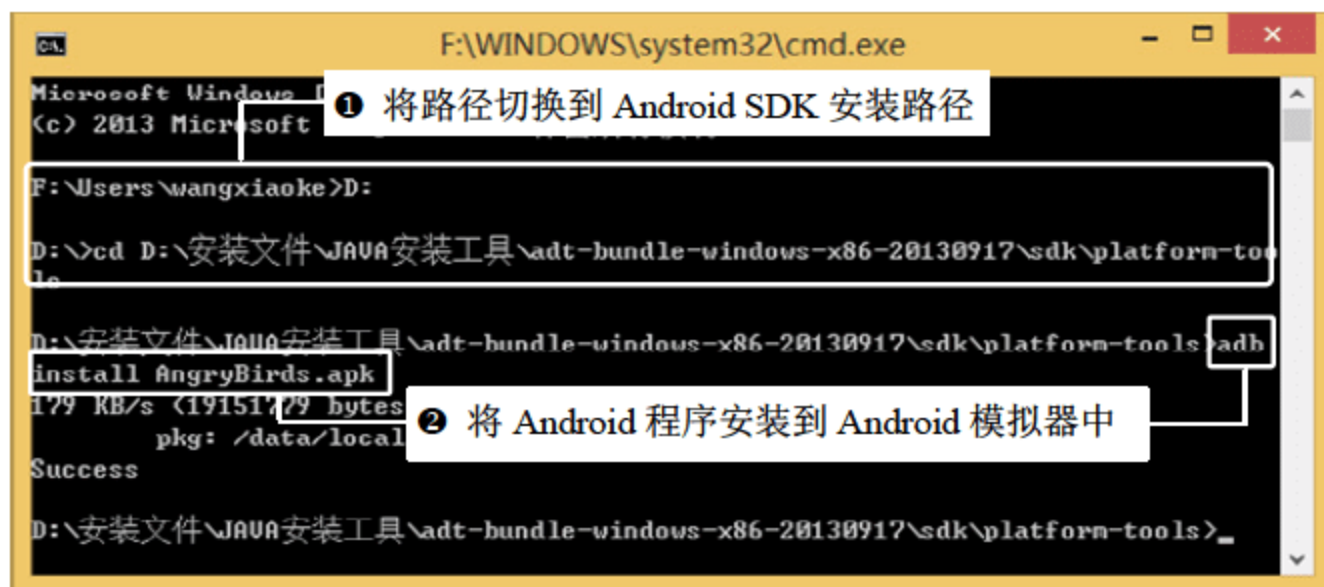 F:\WINDOWS\system32\cmd.exe
Microsoft Windows
❶ 将路径切换到 Android SDK 安装路径
(c) 2013 Microsoft
F:\Users\wangxiaoke>D:
D:\>cd D:\安装文件\JAVA安装工具\adt-bundle-windows-x86-20130917\sdk\platform-too
ls
D:\安装文件\JAVA安装工具\adt-bundle-windows-x86-20130917\sdk\platform-tools>adb
install AngryBirds.apk
179 KB/s (19151779 bytes
❷ 将 Android 程序安装到 Android 模拟器中
pkg: /data/local
Success
D:\安装文件\JAVA安装工具\adt-bundle-windows-x86-20130917\sdk\platform-tools>_